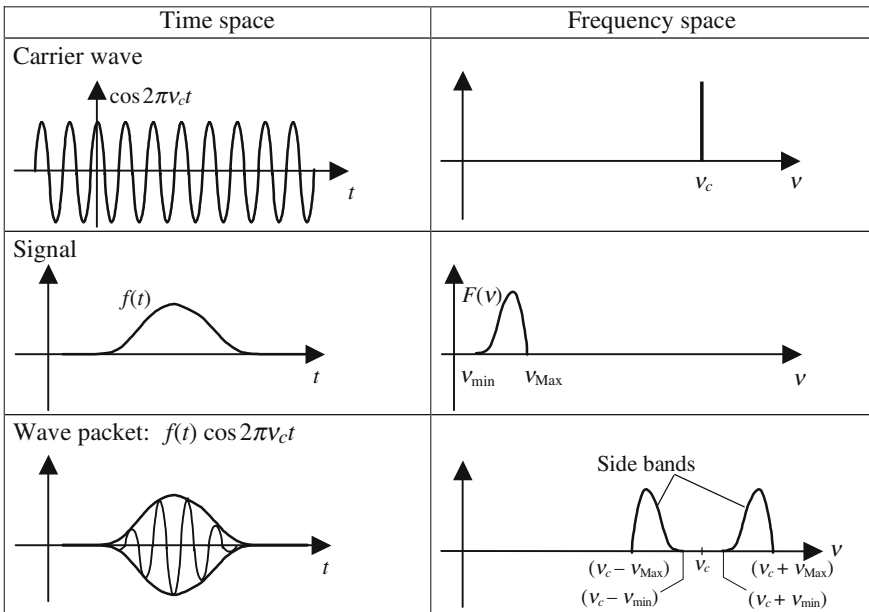 Time space
Frequency space
Carrier wave
cos 2πν_c t
t
ν_c
ν
Signal
f(t)
t
F(ν)
ν_min
ν_Max
ν
Wave packet: f(t) cos 2πν_c t
t
Side bands
ν
(ν_c – ν_Max)
ν_c
(ν_c + ν_Max)
(ν_c – ν_min)
(ν_c + ν_min)